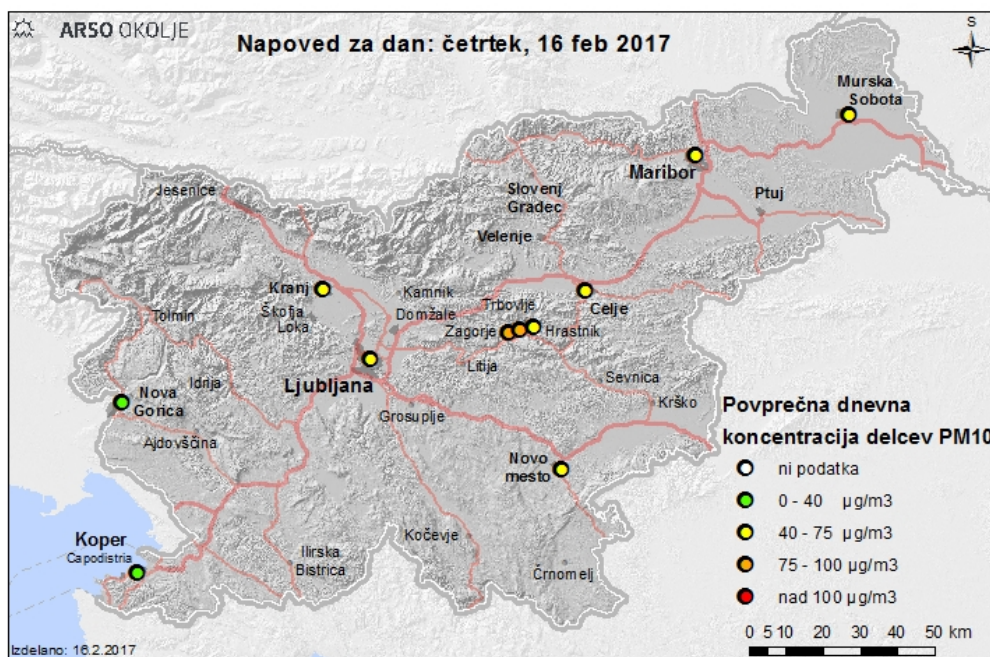 ARSO OKOLJE
Napoved za dan: četrtek, 16 feb 2017
S
Murska
Sobota
Maribor
Jesenice
Slovenj
Gradec
Ptuj
Velenje
Kranj
Kamnik
Celje
Škofja
Loka
Domžale
Trbovlje
Tolmin
Zagorje
Hrastnik
Litija
Ljubljana
Sevnica
Idrija
Nova
Gorica
Krško
Grosuplje
Ajdovščina
Novo
mesto
Koper
Capodistria
Kočevje
Ilirska
Bistrica
Črnomelj
Povprečna dnevna
koncentracija delcev PM10
ni podatka
0 - 40 µg/m3
40 - 75 µg/m3
75 - 100 µg/m3
nad 100 µg/m3
0 5 10 20 30 40 50 km
Izdelano: 16.2.2017